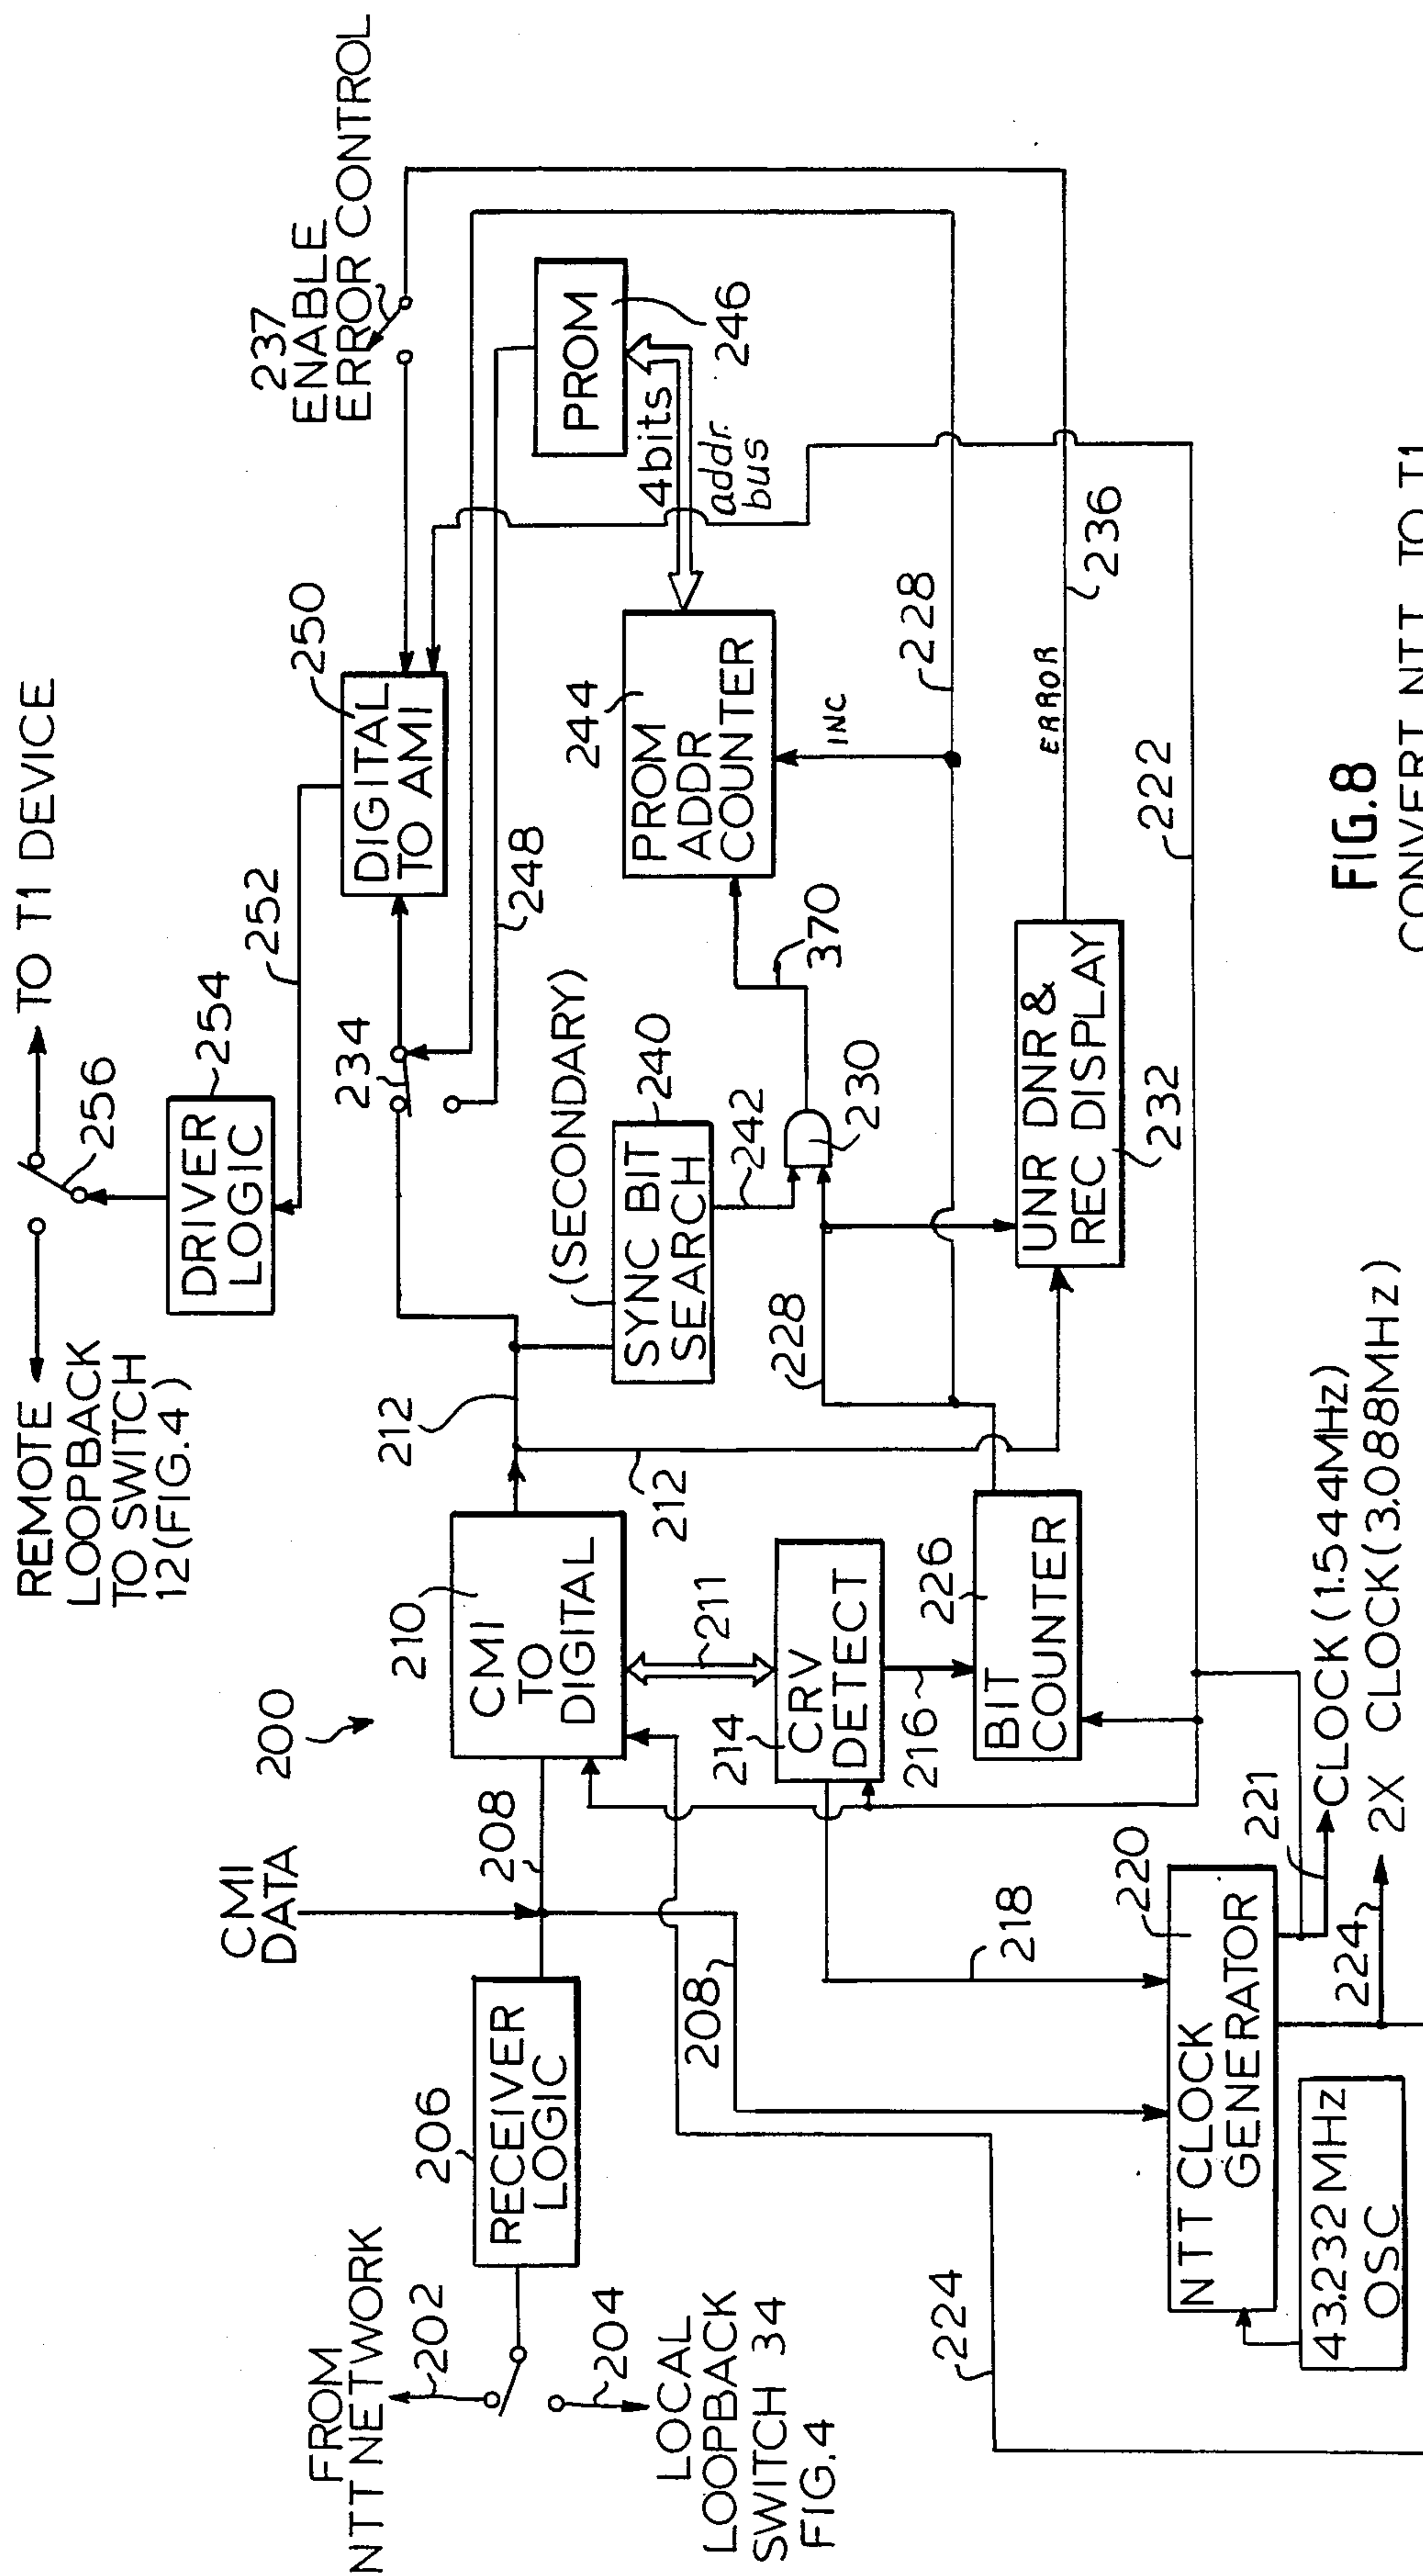 REMOTE
LOOPBACK
TO SWITCH
12(FIG.4)
TO T1 DEVICE
256
DRIVER
LOGIC
254
252
237
ENABLE
ERROR CONTROL
FROM
NTT NETWORK
202
204
LOCAL
LOOPBACK
SWITCH 34
FIG.4
206
RECEIVER
LOGIC
CMI
DATA
208
200
210
CMI
TO
DIGITAL
212
212
234
DIGITAL
TO AMI
250
248
PROM
246
4bits
addr.
bus
(SECONDARY)
SYNC BIT
SEARCH
240
242
230
370
244
PROM
ADDR
COUNTER
INC
228
228
211
214
CRV
DETECT
216
226
BIT
COUNTER
UNR DNR &
REC DISPLAY
232
ERROR
236
222
208
218
224
220
NTT CLOCK
GENERATOR
221
CLOCK (1.544MHz)
224
2X CLOCK (3.088MHz)
43.232MHz
OSC
FIG.8
CONVERT NTT TO T1